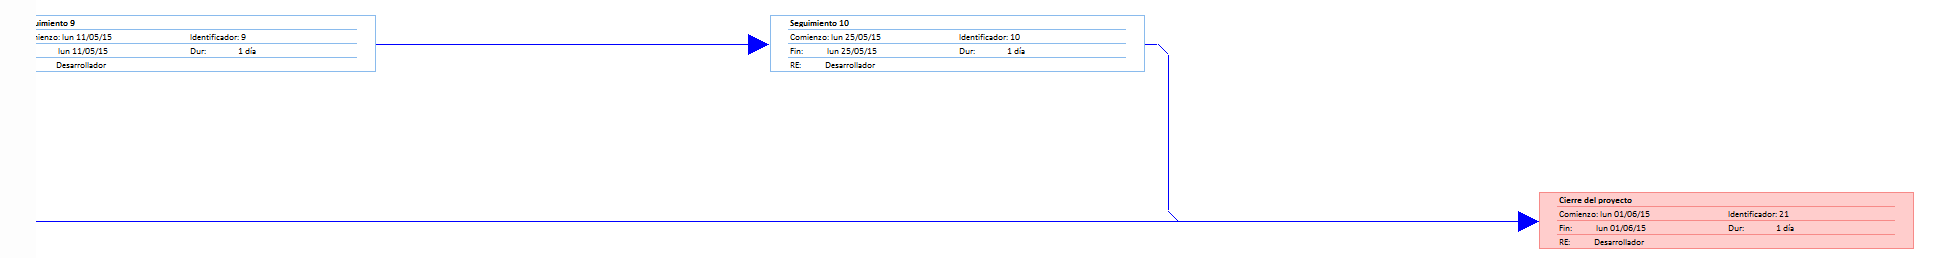 uimiento 9
ienzo: lun 11/05/15 Identificador: 9
lun 11/05/15 Dur: 1 día
Desarrollador
Seguimiento 10
Comienzo: lun 25/05/15 Identificador: 10
Fin: lun 25/05/15 Dur: 1 día
RE: Desarrollador
Cierre del proyecto
Comienzo: lun 01/06/15 Identificador: 21
Fin: lun 01/06/15 Dur: 1 día
RE: Desarrollador